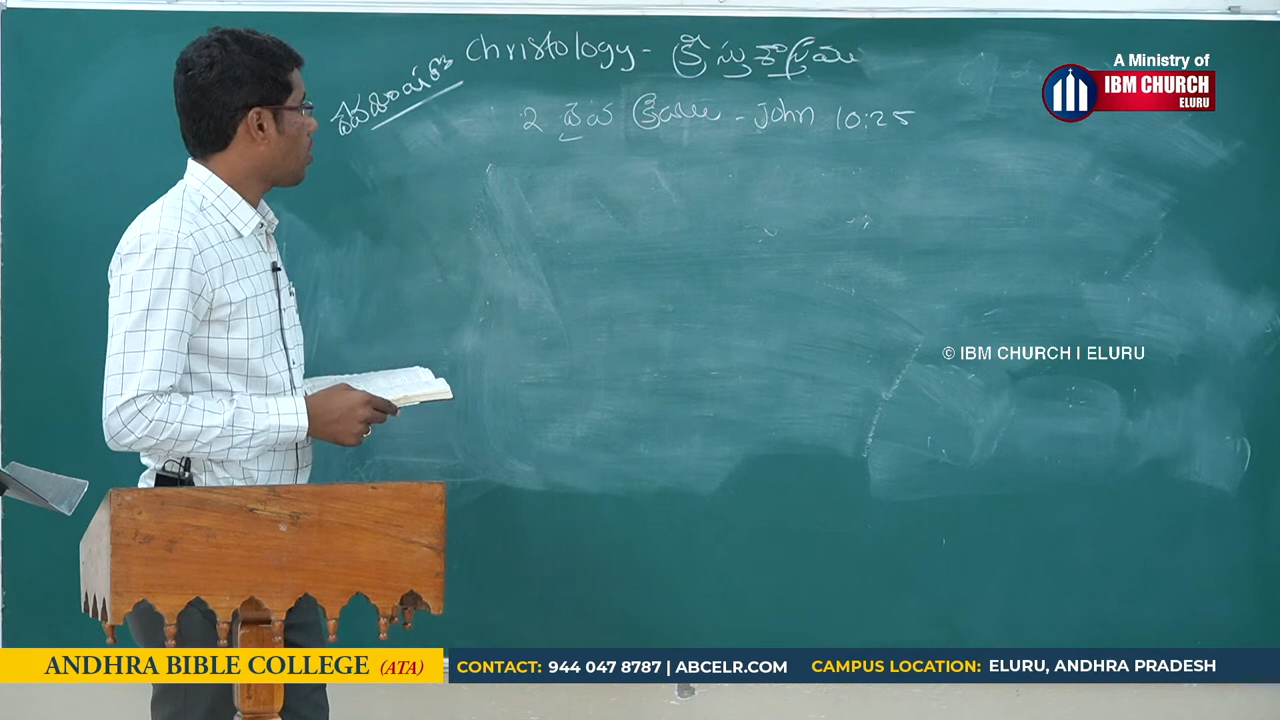 Christology - క్రీస్తు శాస్త్రము
2 దైవ క్రియలు - John 10:25
A Ministry of
IBM CHURCH
ELURU
© IBM CHURCH I ELURU
ANDHRA BIBLE COLLEGE (ATA)
CONTACT: 944 047 8787 | ABCELR.COM CAMPUS LOCATION: ELURU, ANDHRA PRADESH